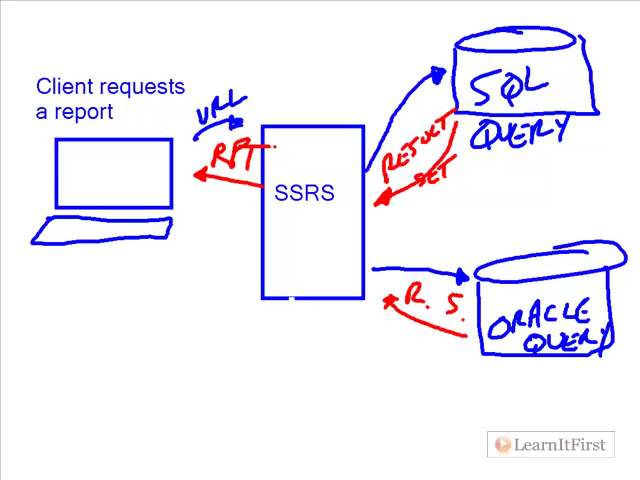 Client requests
a report
URL
RPT
SSRS
SQL
QUERY
RESULT
SET
R. S.
ORACLE
QUERY
LearnItFirst